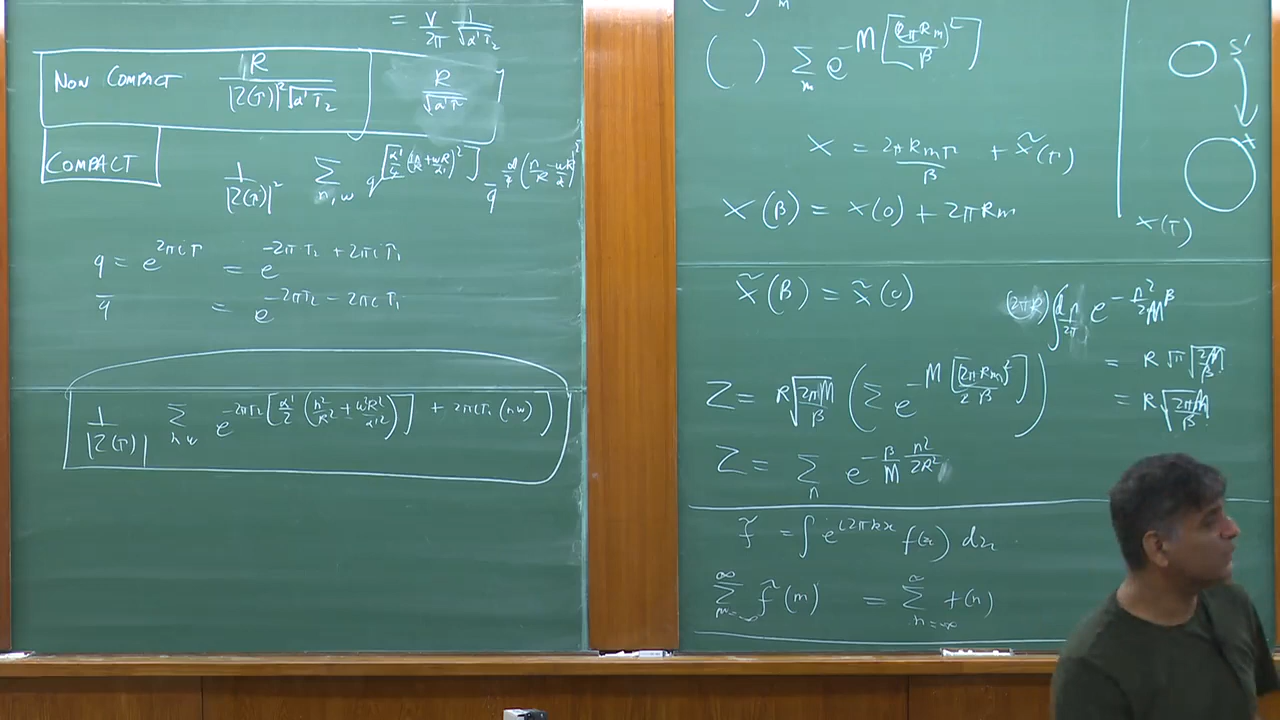 = V/2π 1/√α'τ₂
NON COMPACT R/|Z(τ)|²√α'τ₂ R/√α'τ
COMPACT 1/|Z(τ)|² Σ_{n,w} q^[α'/4 (n/R + wR/α')²] q̄^{α'/4 (n/R - wR/α')²}
q = e^{2πiτ} = e^{-2πτ₂ + 2πiτ₁}
q̄ = e^{-2πτ₂ - 2πiτ₁}
1/|Z(τ)| Σ_{n w} e^{-2πτ₂[α'/2 (n²/R² + w²R²/α'²)] + 2πiτ₁(nw)}
( ) Σ_m e^{-M[(2πRm)²/β]}
S'
X = 2πRmτ/β + X̃(τ)
X
X(β) = X(0) + 2πRm
X(τ)
X̃(β) = X̃(0)
(2πR) ∫ dp/2π e^{-p²/2M β}
= R √π √(2M/β)
Z = R√(2πM/β) (Σ e^{-M[(2πRm)²/2β]})
= R√(2πM/β)
Z = Σ_n e^{-β/M n²/2R²}
f̃ = ∫ e^{i2πkx} f(x) dx
Σ_{m=-∞}^{∞} f̃(m) = Σ_{n=-∞}^{∞} f(n)